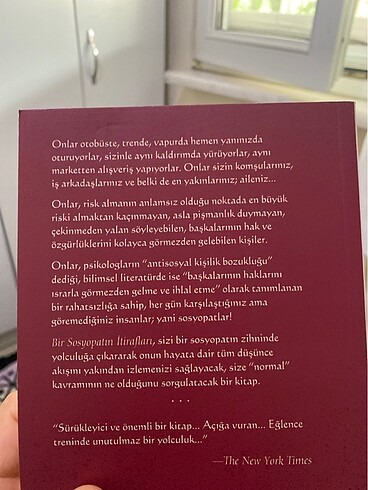 Onlar otobüste, trende, vapurda hemen yanınızda
oturuyorlar, sizinle aynı kaldırımda yürüyorlar, aynı
marketten alışveriş yapıyorlar. Onlar sizin komşularınız,
iş arkadaşlarınız ve belki de en yakınlarınız; aileniz...
Onlar, risk almanın anlamsız olduğu noktada en büyük
riski almaktan kaçınmayan, asla pişmanlık duymayan,
çekinmeden yalan söyleyebilen, başkalarının hak ve
özgürlüklerini kolayca görmezden gelebilen kişiler.
Onlar, psikologların “antisosyal kişilik bozukluğu”
dediği, bilimsel literatürde ise “başkalarının haklarını
ısrarla görmezden gelme ve ihlal etme” olarak tanımlanan
bir rahatsızlığa sahip, her gün karşılaştığınız ama
göremediğiniz insanlar; yani sosyopatlar!
Bir Sosyopatın İtirafları, sizi bir sosyopatın zihninde
yolculuğa çıkararak onun hayata dair tüm düşünce
akışını yakından izlemenizi sağlayacak, size “normal”
kavramının ne olduğunu sorgulatacak bir kitap.
...
“Sürükleyici ve önemli bir kitap... Açığa vuran... Eğlence
treninde unutulmaz bir yolculuk...”
—The New York Times